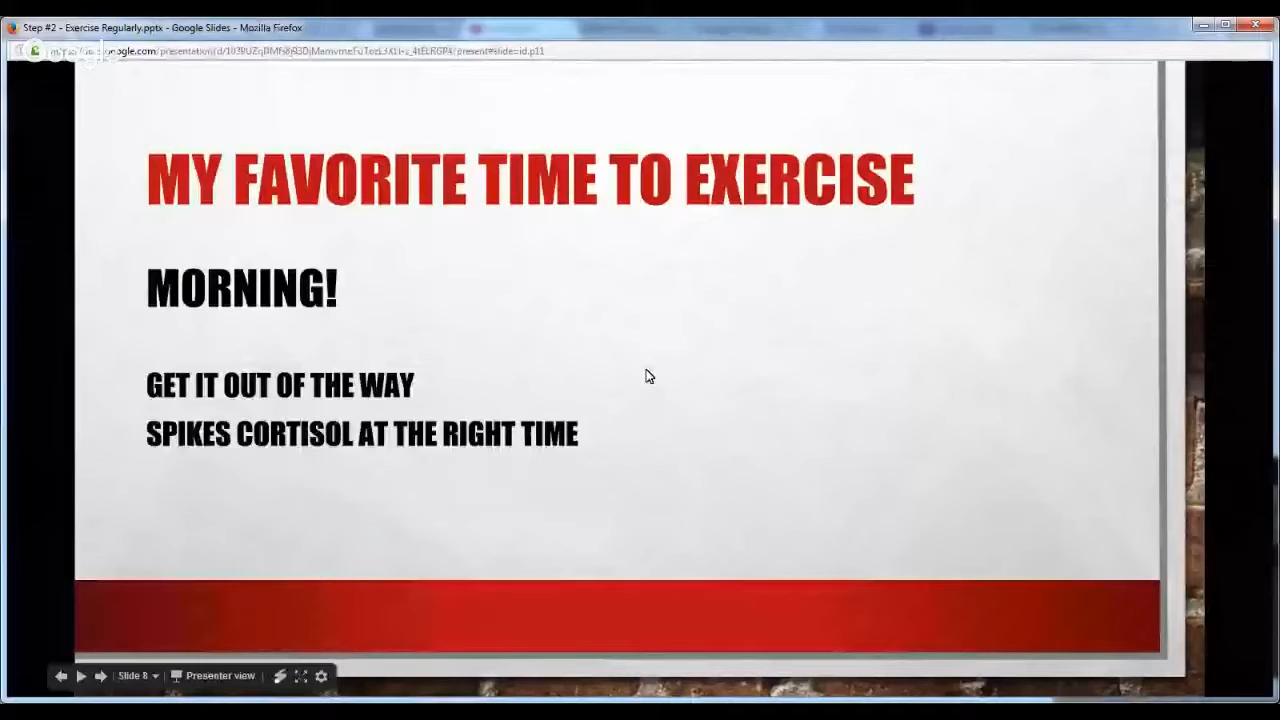 Step #2 - Exercise Regularly.pptx - Google Slides - Mozilla Firefox
MY FAVORITE TIME TO EXERCISE
MORNING!
GET IT OUT OF THE WAY
SPIKES CORTISOL AT THE RIGHT TIME
Slide 8
Presenter view